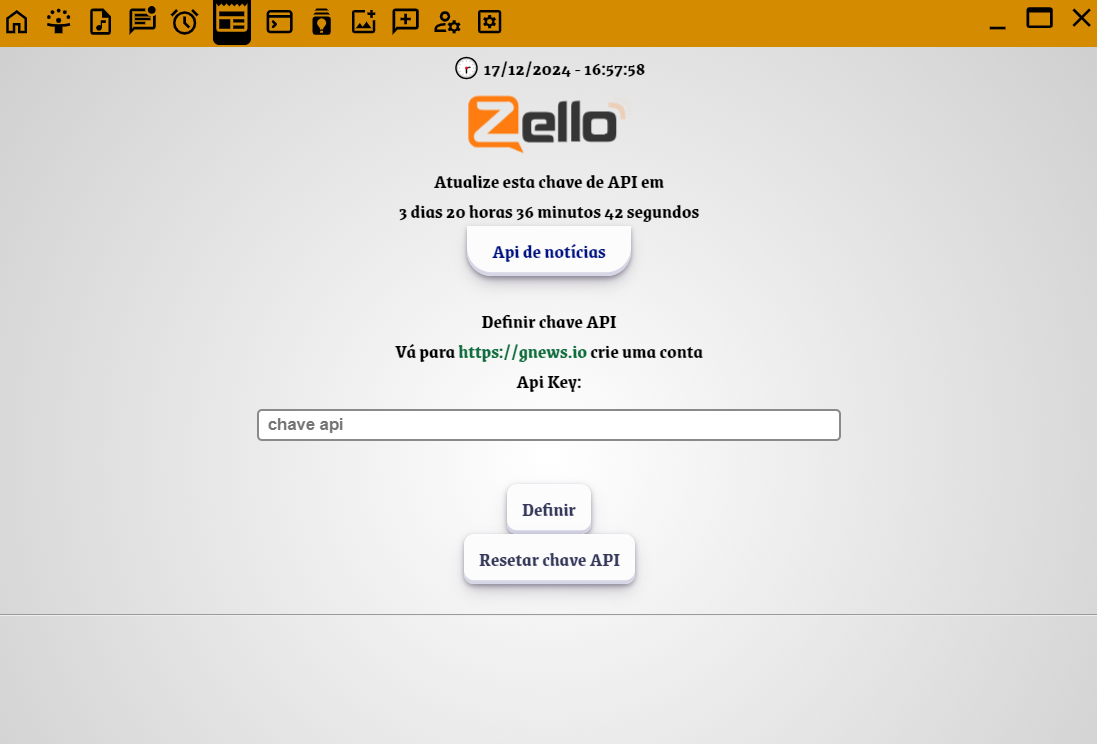 17/12/2024 - 16:57:58
Zello
Atualize esta chave de API em
3 dias 20 horas 36 minutos 42 segundos
Api de notícias
Definir chave API
Vá para https://gnews.io crie uma conta
Api Key:
chave api
Definir
Resetar chave API